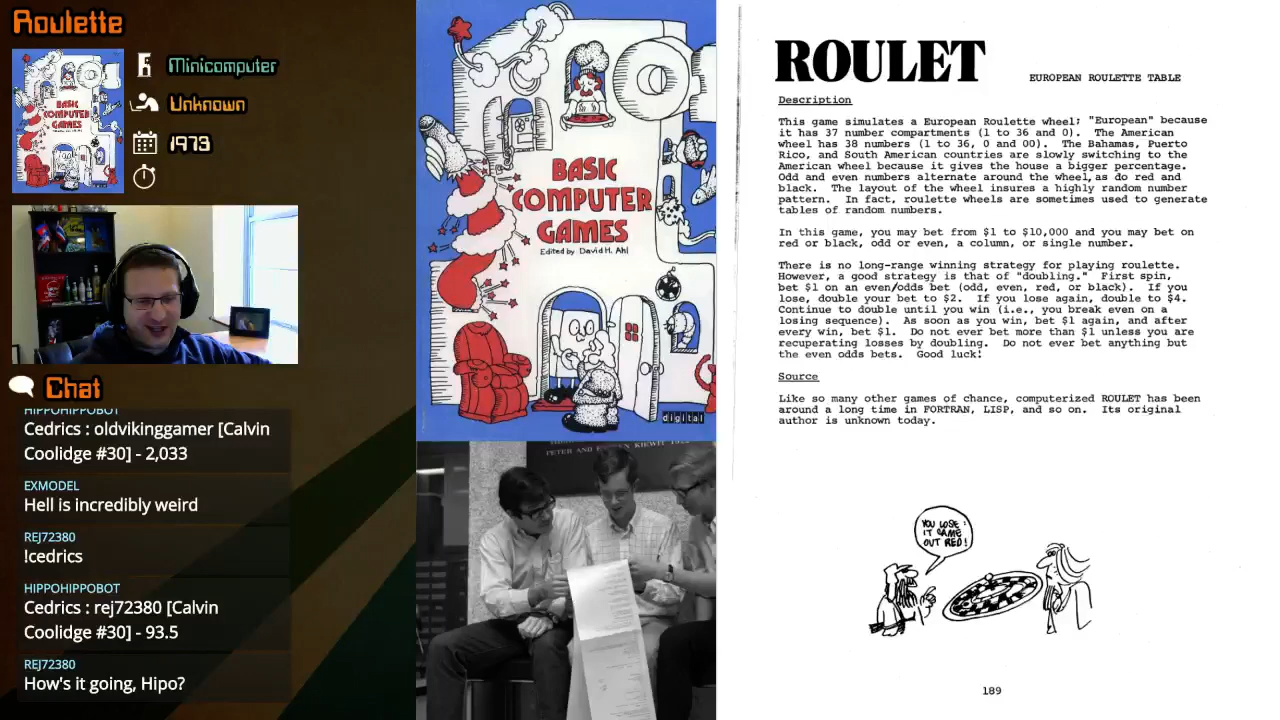 Roulette
Minicomputer
Unknown
1973
BASIC
COMPUTER
GAMES
Chat
HIPPOHIPPOBOT
Cedrics : oldvikinggamer [Calvin
Coolidge #30] - 2,033
EXMODEL
Hell is incredibly weird
REJ72380
!cedrics
HIPPOHIPPOBOT
Cedrics : rej72380 [Calvin
Coolidge #30] - 93.5
REJ72380
How's it going, Hipo?
BASIC
COMPUTER
GAMES
Edited by David H. Ahl
digital
PETER AND
KIEWIT
ROULET
EUROPEAN ROULETTE TABLE
Description
This game simulates a European Roulette wheel; "European" because
it has 37 number compartments (1 to 36 and 0). The American
wheel has 38 numbers (1 to 36, 0 and 00). The Bahamas, Puerto
Rico, and South American countries are slowly switching to the
American wheel because it gives the house a bigger percentage.
Odd and even numbers alternate around the wheel, as do red and
black. The layout of the wheel insures a highly random number
pattern. In fact, roulette wheels are sometimes used to generate
tables of random numbers.
In this game, you may bet from $1 to $10,000 and you may bet on
red or black, odd or even, a column, or single number.
There is no long-range winning strategy for playing roulette.
However, a good strategy is that of "doubling." First spin,
bet $1 on an even/odds bet (odd, even, red, or black). If you
lose, double your bet to $2. If you lose again, double to $4.
Continue to double until you win (i.e., you break even on a
losing sequence). As soon as you win, bet $1 again, and after
every win, bet $1. Do not ever bet more than $1 unless you are
recuperating losses by doubling. Do not ever bet anything but
the even odds bets. Good luck!
Source
Like so many other games of chance, computerized ROULET has been
around a long time in FORTRAN, LISP, and so on. Its original
author is unknown today.
YOU LOSE:
IT CAME
OUT RED!
189